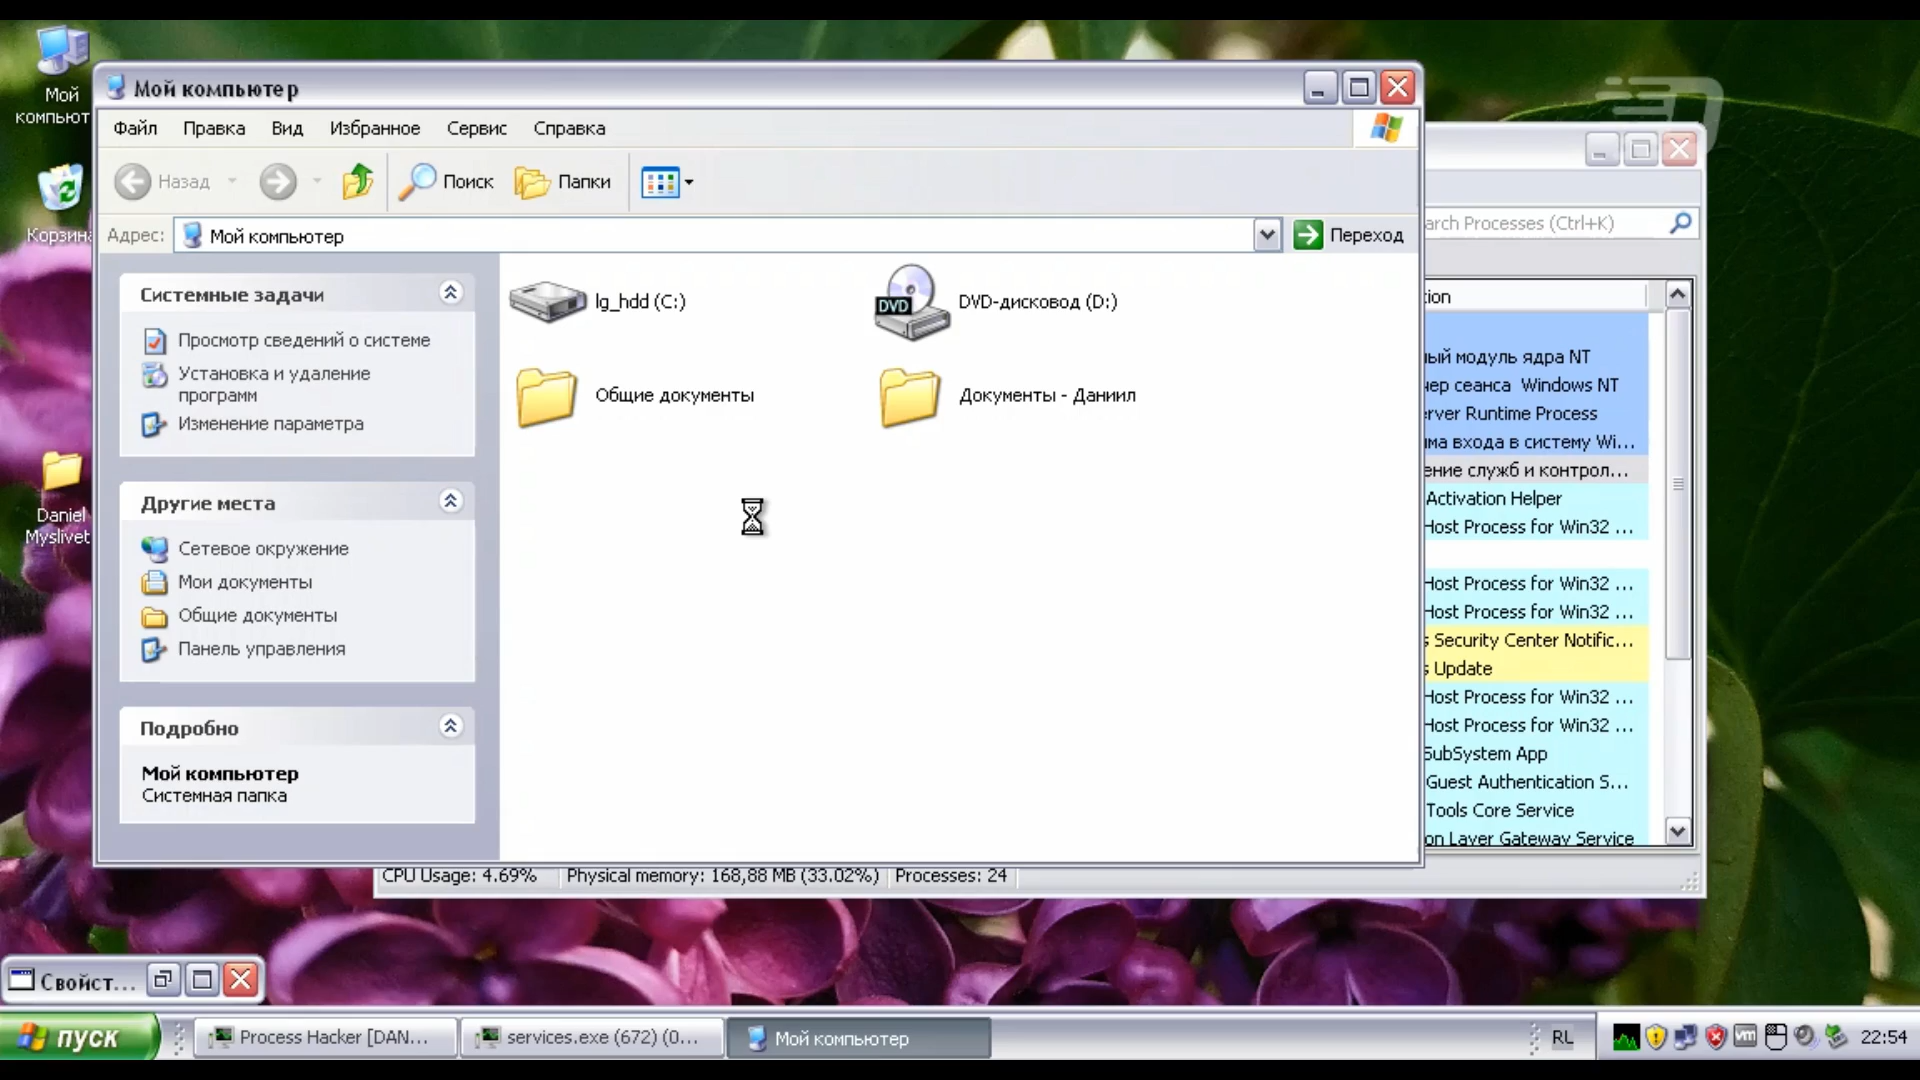 Мой
компьют
Корзина
Daniel
Myslivet
Мой компьютер
Файл Правка Вид Избранное Сервис Справка
Назад Поиск Папки
Адрес: Мой компьютер Переход
Системные задачи
Просмотр сведений о системе
Установка и удаление
программ
Изменение параметра
Другие места
Сетевое окружение
Мои документы
Общие документы
Панель управления
Подробно
Мой компьютер
Системная папка
lg_hdd (C:)
DVD
DVD-дисковод (D:)
Общие документы
Документы - Даниил
arch Processes (Ctrl+K)
ion
ный модуль ядра NT
чер сеанса Windows NT
rver Runtime Process
ма входа в систему Wi...
ение служб и контрол...
Activation Helper
Host Process for Win32 ...
Host Process for Win32 ...
Host Process for Win32 ...
s Security Center Notific...
s Update
Host Process for Win32 ...
Host Process for Win32 ...
SubSystem App
Guest Authentication S...
Tools Core Service
on Layer Gateway Service
CPU Usage: 4.69% Physical memory: 168,88 MB (33.02%) Processes: 24
Свойст...
пуск
Process Hacker [DAN...
services.exe (672) (0...
Мой компьютер
RL
vm
22:54